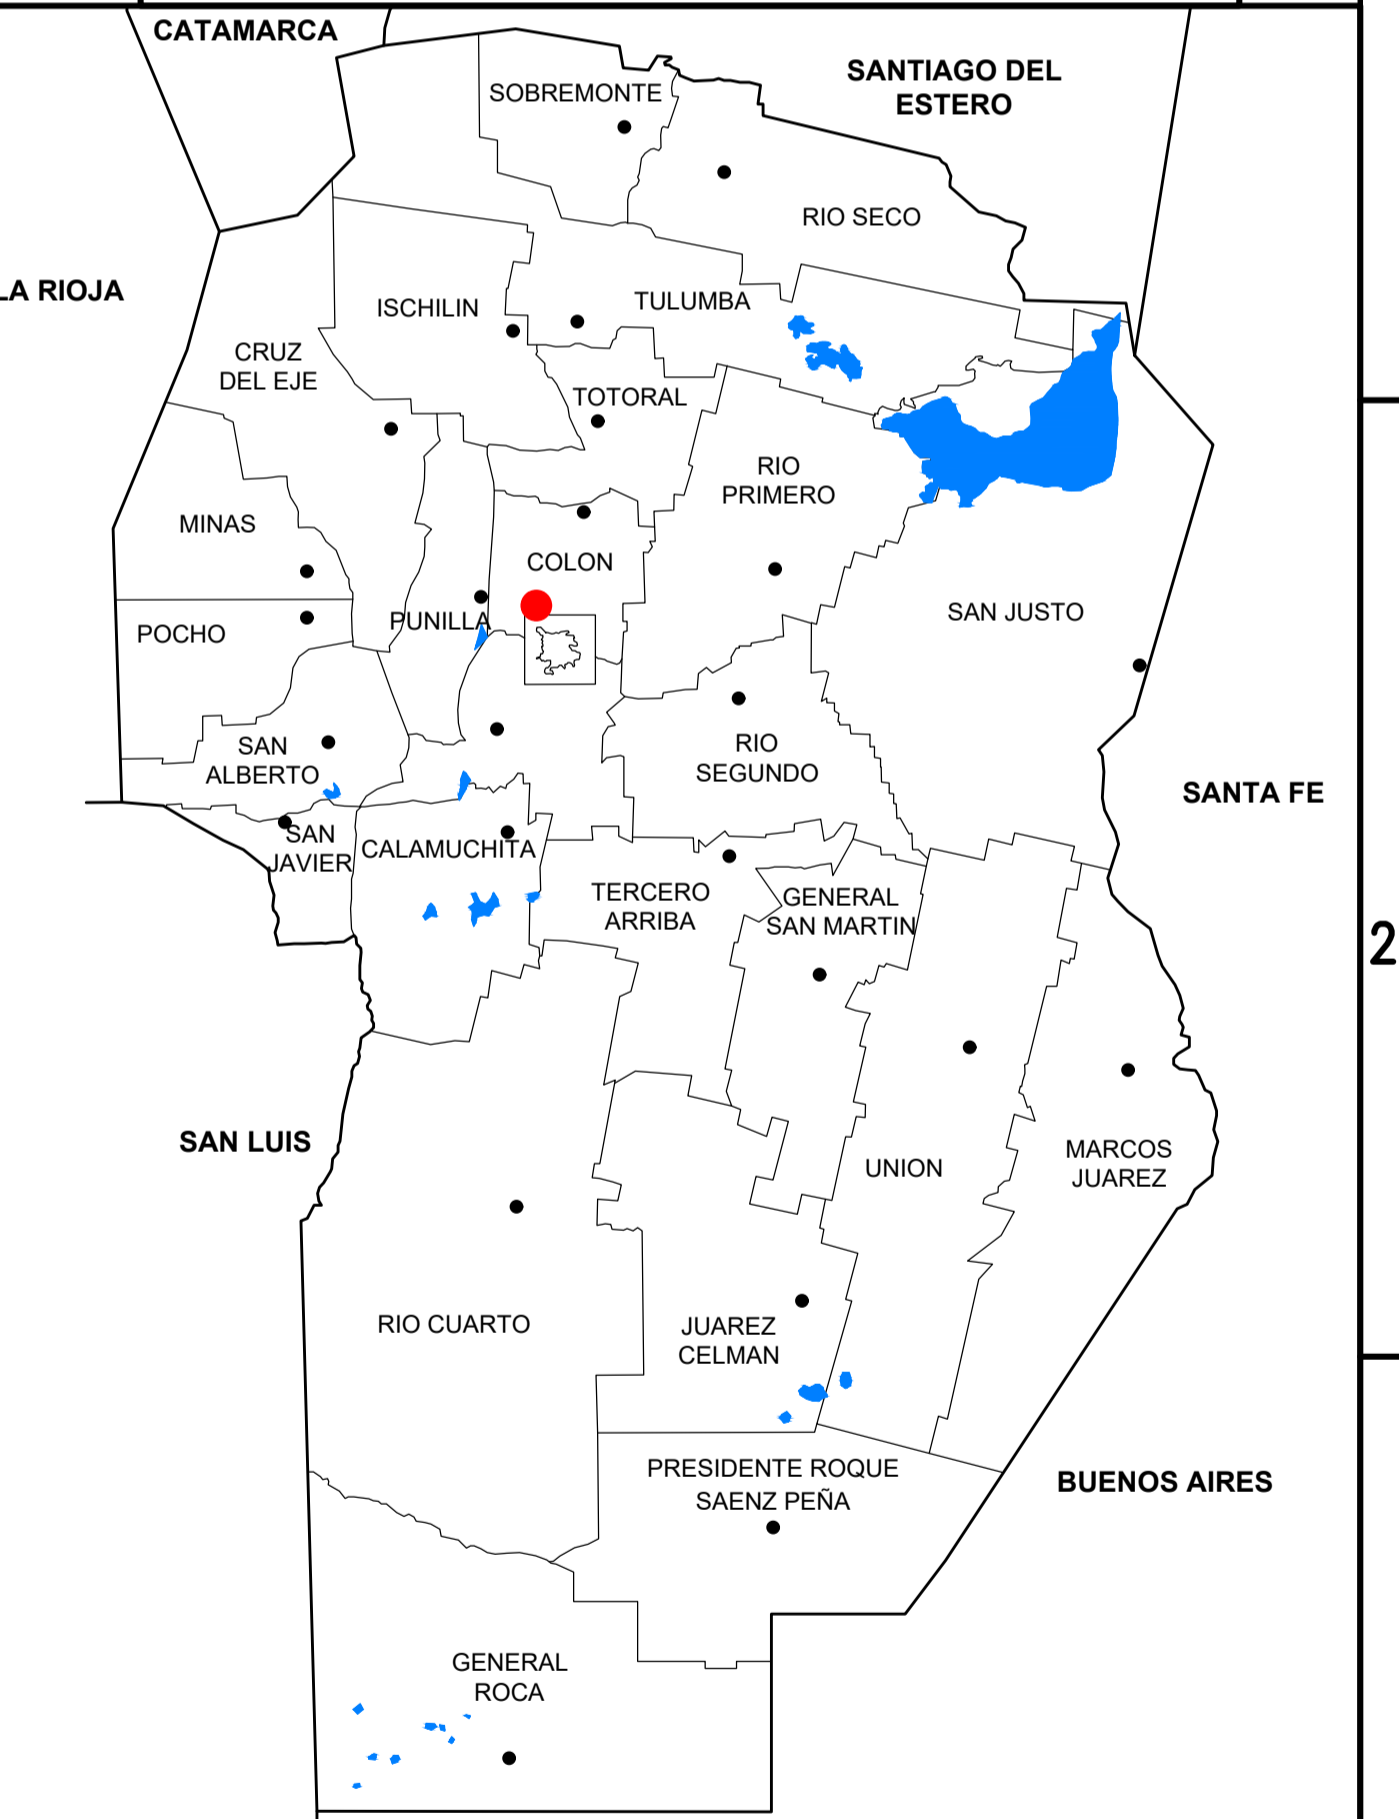 CATAMARCA
SANTIAGO DEL
ESTERO
SOBREMONTE
RIO SECO
LA RIOJA
ISCHILIN
TULUMBA
CRUZ
DEL EJE
TOTORAL
RIO
PRIMERO
MINAS
COLON
SAN JUSTO
PUNILLA
POCHO
SAN
ALBERTO
RIO
SEGUNDO
SANTA FE
SAN
JAVIER
CALAMUCHITA
TERCERO
ARRIBA
GENERAL
SAN MARTIN
2
SAN LUIS
UNION
MARCOS
JUAREZ
RIO CUARTO
JUAREZ
CELMAN
PRESIDENTE ROQUE
SAENZ PEÑA
BUENOS AIRES
GENERAL
ROCA